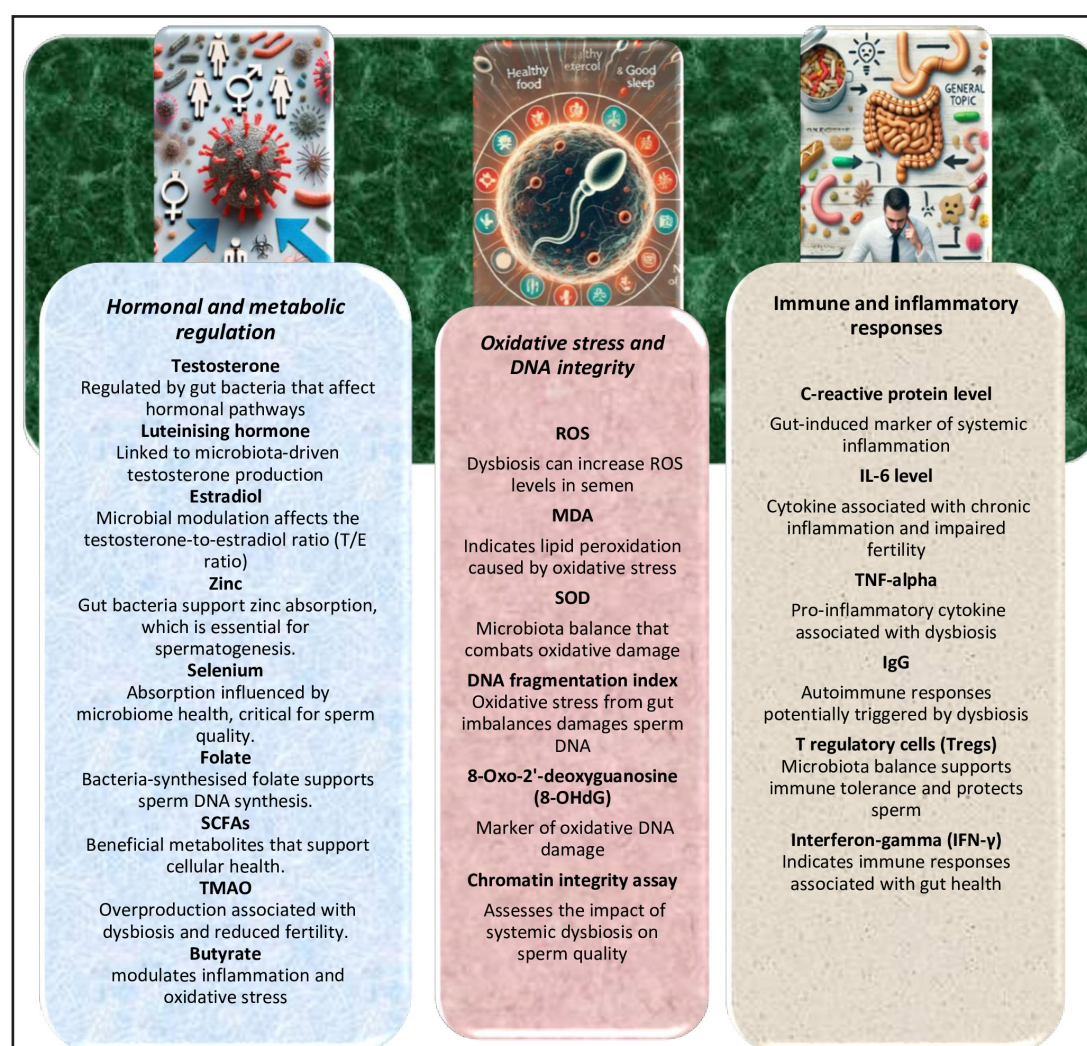 Healthy
food
& Good
sleep
GENERAL
TOPIC
Hormonal and metabolic
regulation
Testosterone
Regulated by gut bacteria that affect
hormonal pathways
Luteinising hormone
Linked to microbiota-driven
testosterone production
Estradiol
Microbial modulation affects the
testosterone-to-estradiol ratio (T/E
ratio)
Zinc
Gut bacteria support zinc absorption,
which is essential for
spermatogenesis.
Selenium
Absorption influenced by
microbiome health, critical for sperm
quality.
Folate
Bacteria-synthesised folate supports
sperm DNA synthesis.
SCFAs
Beneficial metabolites that support
cellular health.
TMAO
Overproduction associated with
dysbiosis and reduced fertility.
Butyrate
modulates inflammation and
oxidative stress
Oxidative stress and
DNA integrity
ROS
Dysbiosis can increase ROS
levels in semen
MDA
Indicates lipid peroxidation
caused by oxidative stress
SOD
Microbiota balance that
combats oxidative damage
DNA fragmentation index
Oxidative stress from gut
imbalances damages sperm
DNA
8-Oxo-2'-deoxyguanosine
(8-OHdG)
Marker of oxidative DNA
damage
Chromatin integrity assay
Assesses the impact of
systemic dysbiosis on
sperm quality
Immune and inflammatory
responses
C-reactive protein level
Gut-induced marker of systemic
inflammation
IL-6 level
Cytokine associated with chronic
inflammation and impaired
fertility
TNF-alpha
Pro-inflammatory cytokine
associated with dysbiosis
IgG
Autoimmune responses
potentially triggered by dysbiosis
T regulatory cells (Tregs)
Microbiota balance supports
immune tolerance and protects
sperm
Interferon-gamma (IFN-γ)
Indicates immune responses
associated with gut health